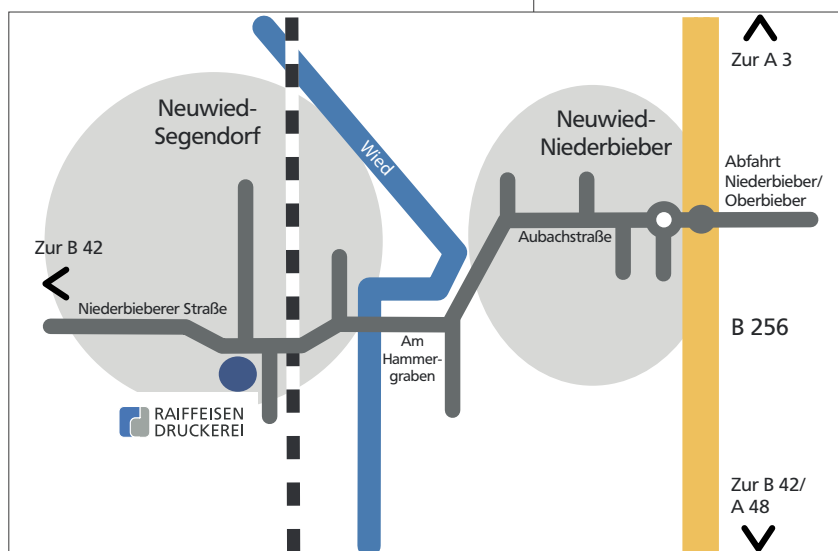 Zur A 3
Neuwied-
Segendorf
Neuwied-
Niederbieber
Wied
Abfahrt
Niederbieber/
Oberbieber
Aubachstraße
Zur B 42
Niederbieberer Straße
Am
Hammer-
graben
B 256
RAIFFEISEN
DRUCKEREI
Zur B 42/
A 48